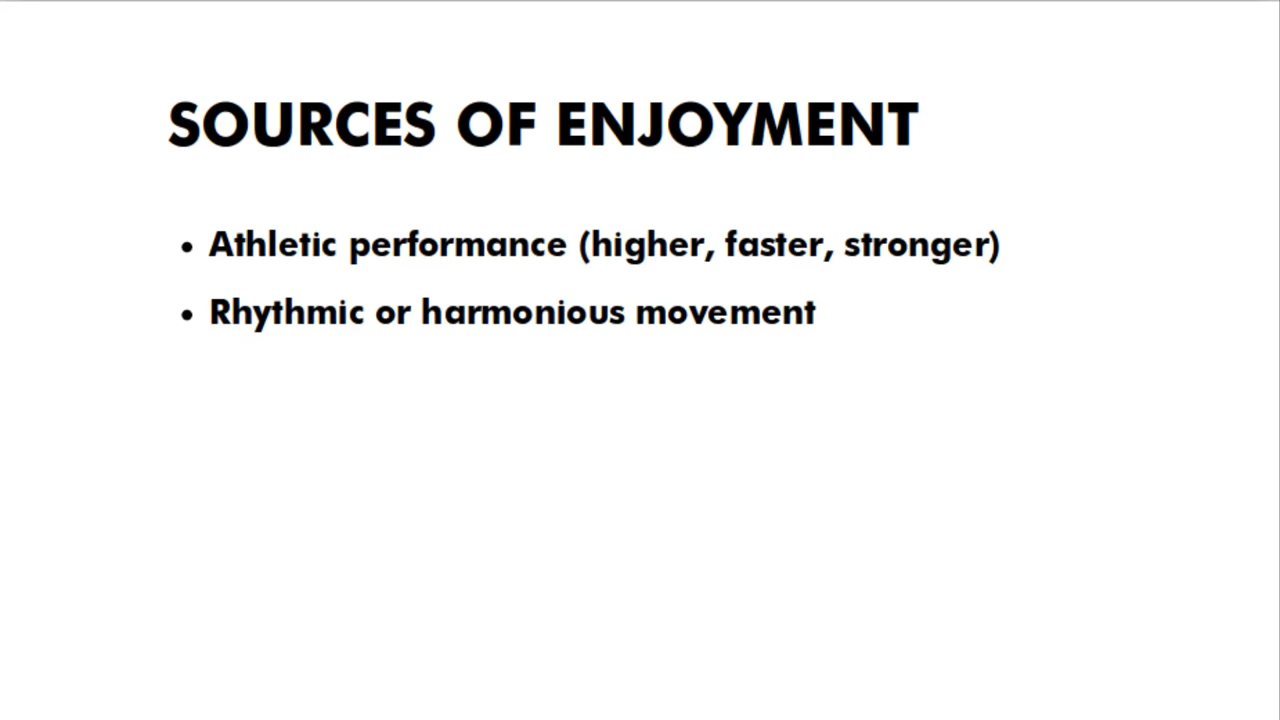 SOURCES OF ENJOYMENT
• Athletic performance (higher, faster, stronger)
• Rhythmic or harmonious movement